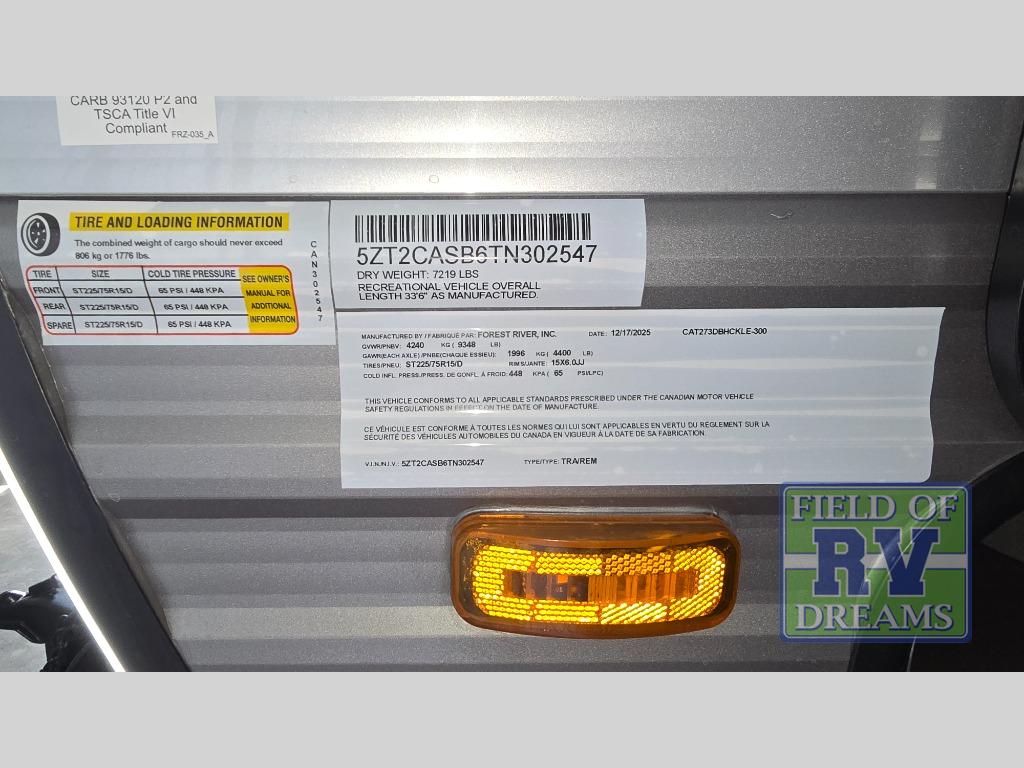 CARB 93120 P2 and
TSCA Title VI
Compliant FRZ-035_A
TIRE AND LOADING INFORMATION
The combined weight of cargo should never exceed
806 kg or 1776 lbs.
TIRE SIZE COLD TIRE PRESSURE SEE OWNER'S
FRONT ST225/75R15/D 65 PSI / 448 KPA MANUAL FOR
REAR ST225/75R15/D 65 PSI / 448 KPA ADDITIONAL
SPARE ST225/75R15/D 65 PSI / 448 KPA INFORMATION
CAN302547
5ZT2CASB6TN302547
DRY WEIGHT: 7219 LBS
RECREATIONAL VEHICLE OVERALL
LENGTH 33'6" AS MANUFACTURED.
MANUFACTURED BY / FABRIQUÉ PAR: FOREST RIVER, INC. DATE: 12/17/2025 CAT273DBHCKLE-300
GVWR/PNBV: 4240 KG ( 9348 LB)
GAWR(EACH AXLE) /PNBE(CHAQUE ESSIEU): 1996 KG ( 4400 LB)
TIRES/PNEU: ST225/75R15/D RIMS/JANTE: 15X6.0JJ
COLD INFL. PRESS./PRESS. DE GONFL. À FROID: 448 KPA ( 65 PSI/LPC)
THIS VEHICLE CONFORMS TO ALL APPLICABLE STANDARDS PRESCRIBED UNDER THE CANADIAN MOTOR VEHICLE
SAFETY REGULATIONS IN EFFECT ON THE DATE OF MANUFACTURE.
CE VÉHICULE EST CONFORME À TOUTES LES NORMES QUI LUI SONT APPLICABLES EN VERTU DU REGLEMENT SUR LA
SÉCURITÉ DES VÉHICULES AUTOMOBILES DU CANADA EN VIGUEUR À LA DATE DE SA FABRICATION.
V.I.N./N.I.V.: 5ZT2CASB6TN302547 TYPE/TYPE: TRA/REM
FIELD OF
RV
DREAMS